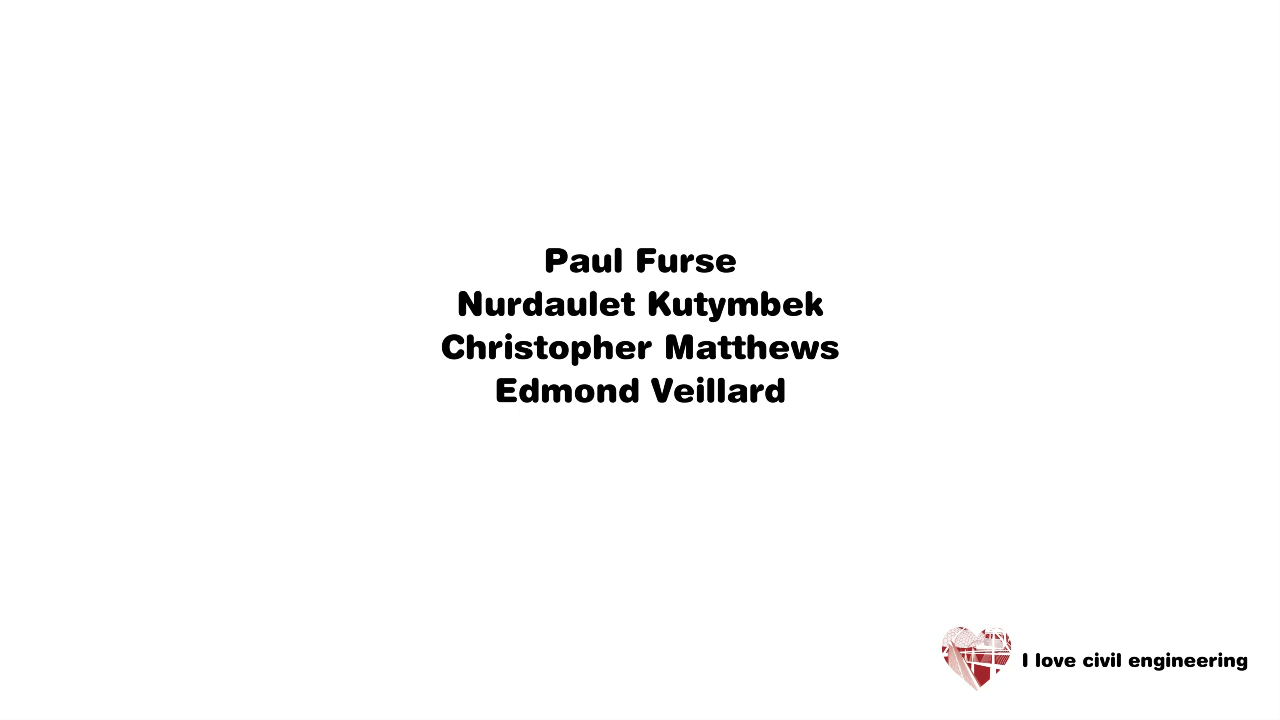 Paul Furse
Nurdaulet Kutymbek
Christopher Matthews
Edmond Veillard
I love civil engineering